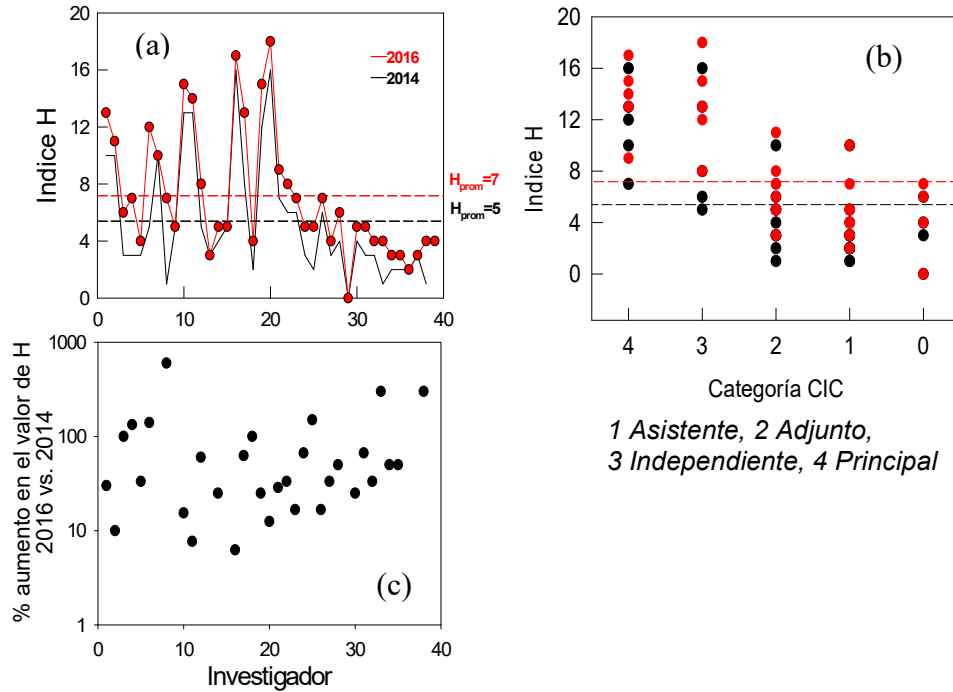 (a)
2016
2014
Indice H
20
16
12
8
4
0
H_prom=7
H_prom=5
0 10 20 30 40
(b)
Indice H
20
16
12
8
4
0
4 3 2 1 0
Categoría CIC
1 Asistente, 2 Adjunto,
3 Independiente, 4 Principal
% aumento en el valor de H
2016 vs. 2014
1000
100
10
1
(c)
0 10 20 30 40
Investigador